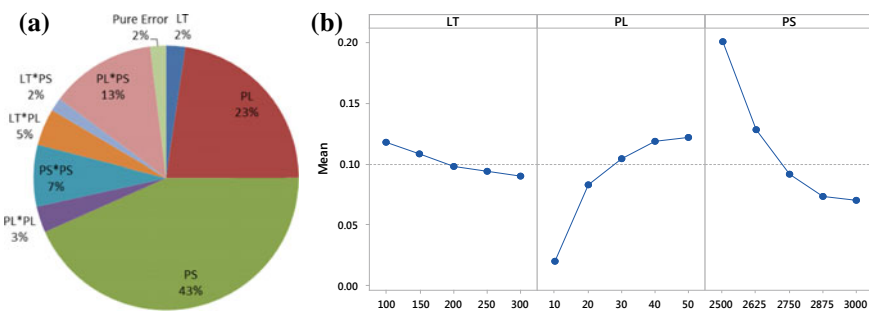 (a)
Pure Error
2%
LT
2%
PL
23%
PS
43%
PL*PL
3%
PS*PS
7%
LT*PL
5%
LT*PS
2%
PL*PS
13%
(b)
LT PL PS
Mean
0.20
0.15
0.10
0.05
0.00
100 150 200 250 300 10 20 30 40 50 2500 2625 2750 2875 3000